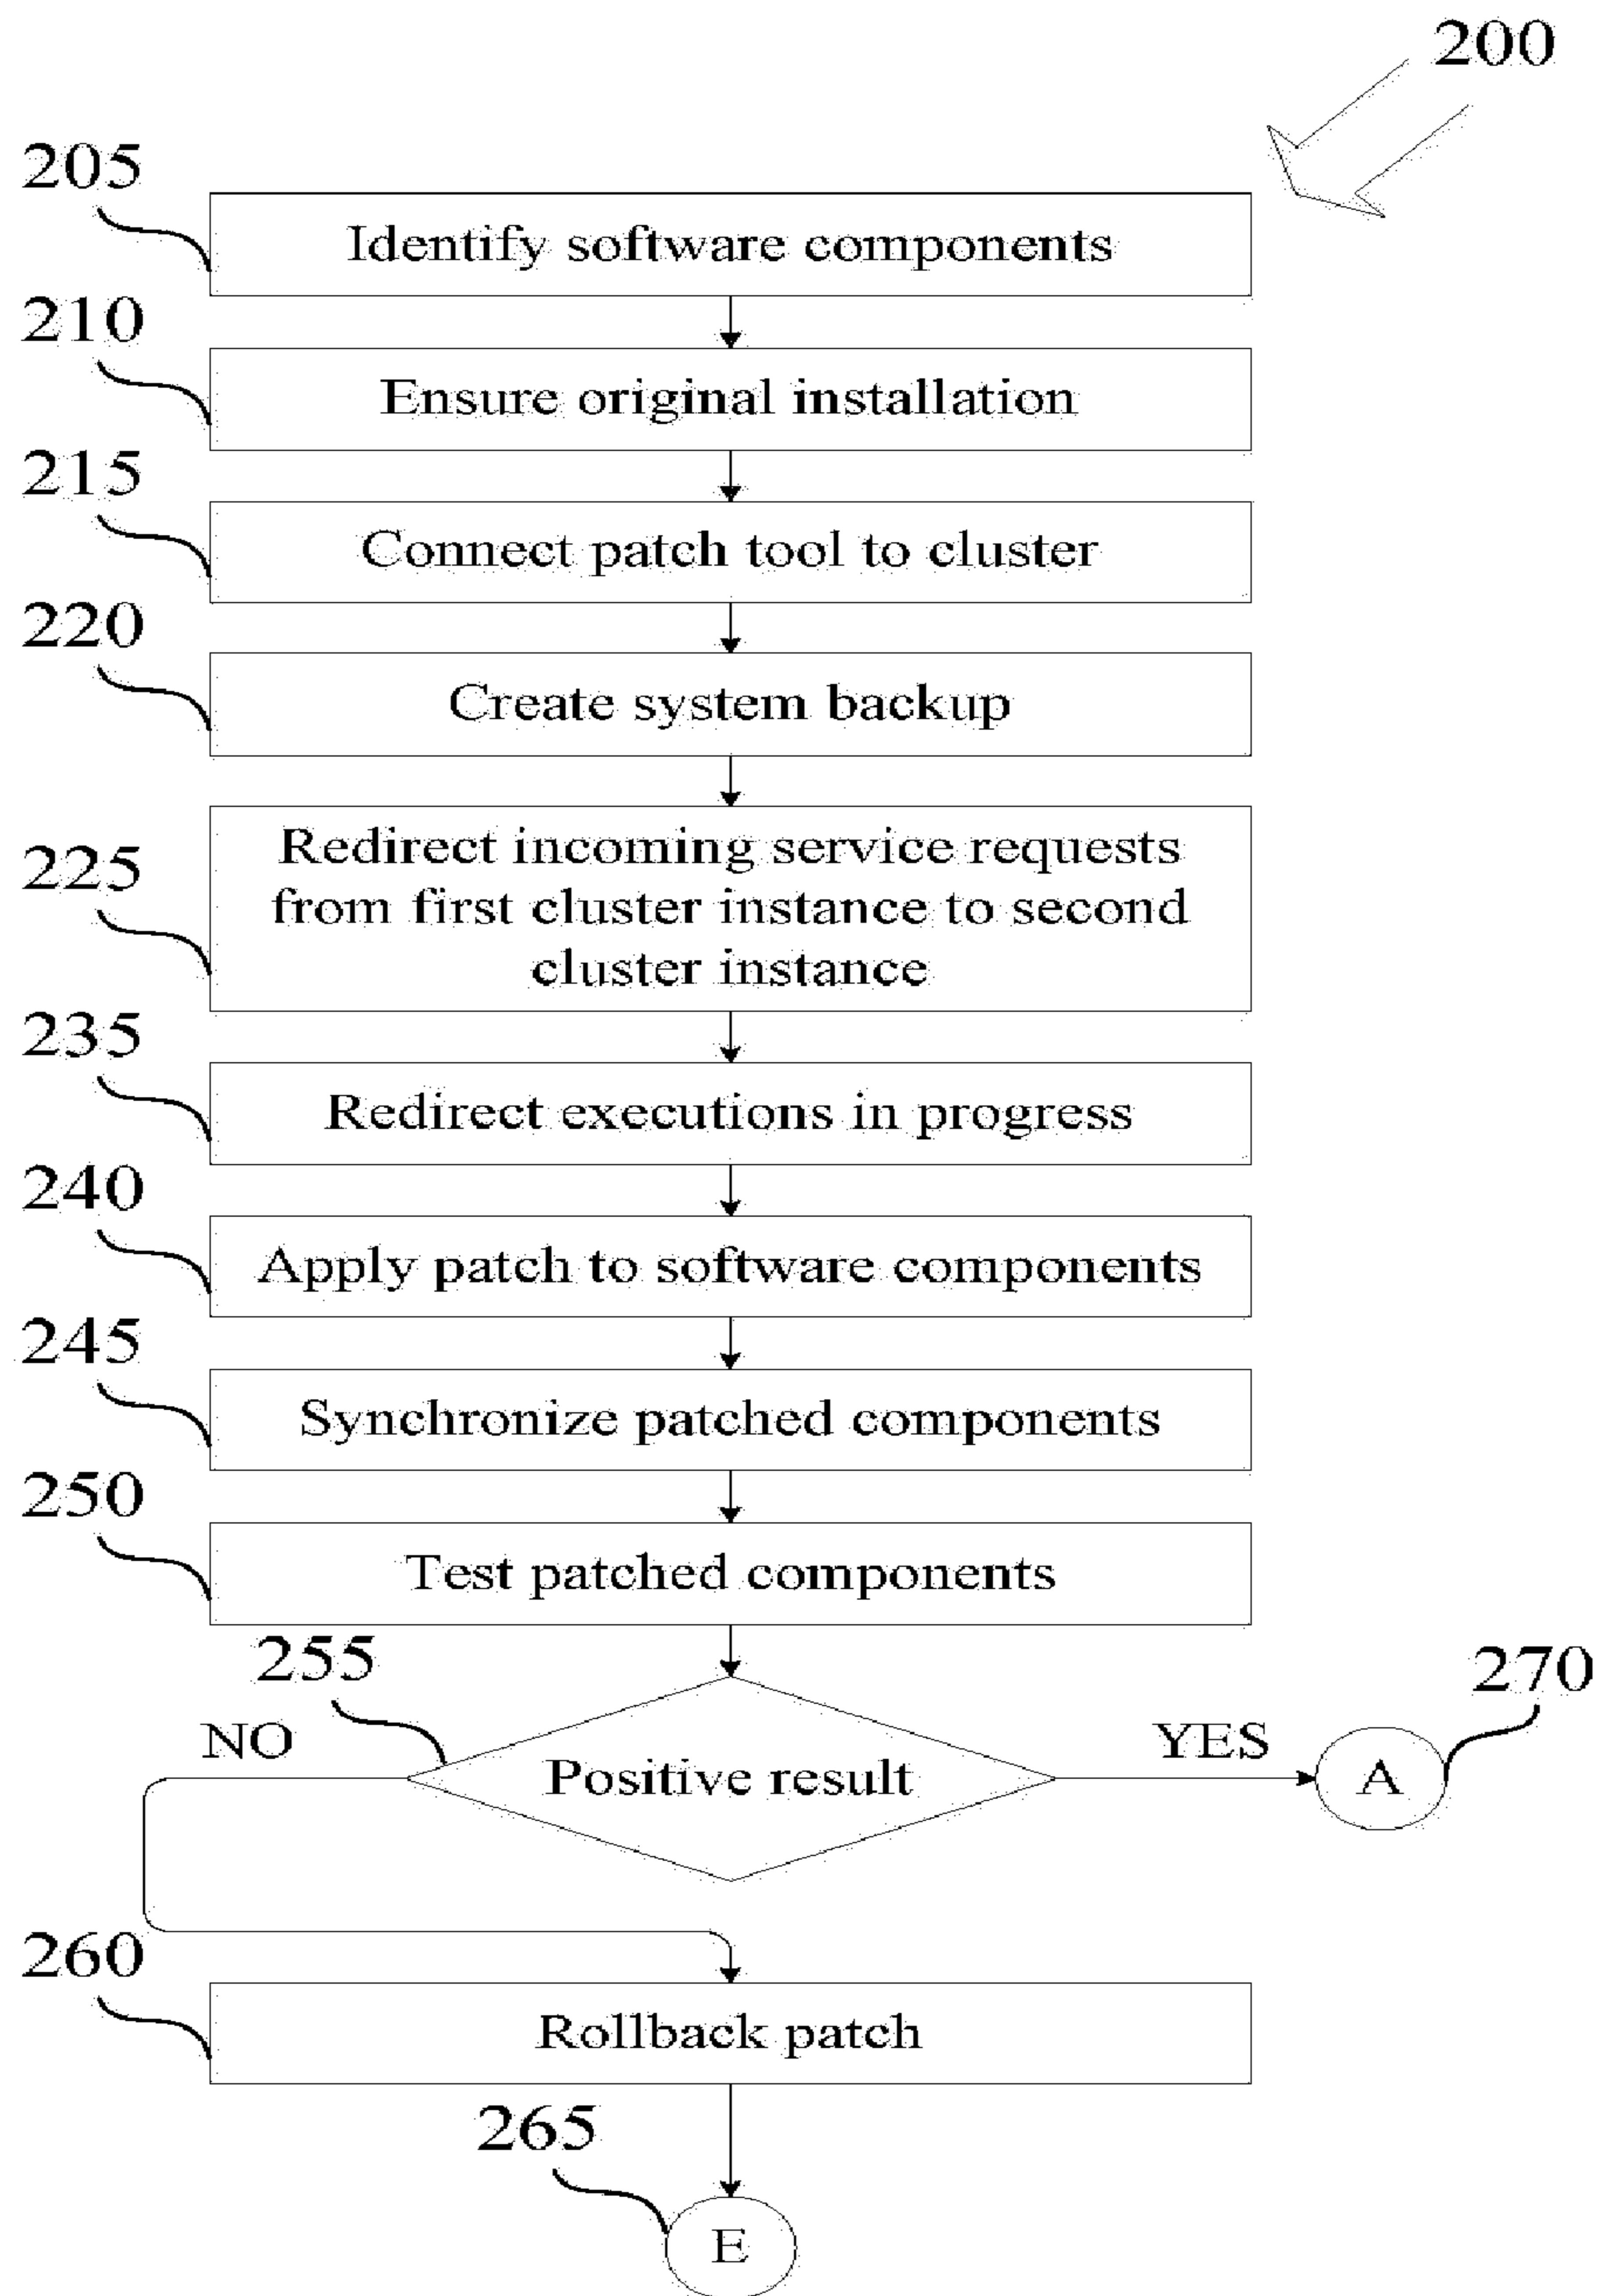 200
205
Identify software components
210
Ensure original installation
215
Connect patch tool to cluster
220
Create system backup
225
Redirect incoming service requests
from first cluster instance to second
cluster instance
235
Redirect executions in progress
240
Apply patch to software components
245
Synchronize patched components
250
Test patched components
255
270
NO
YES
Positive result
A
260
Rollback patch
265
E